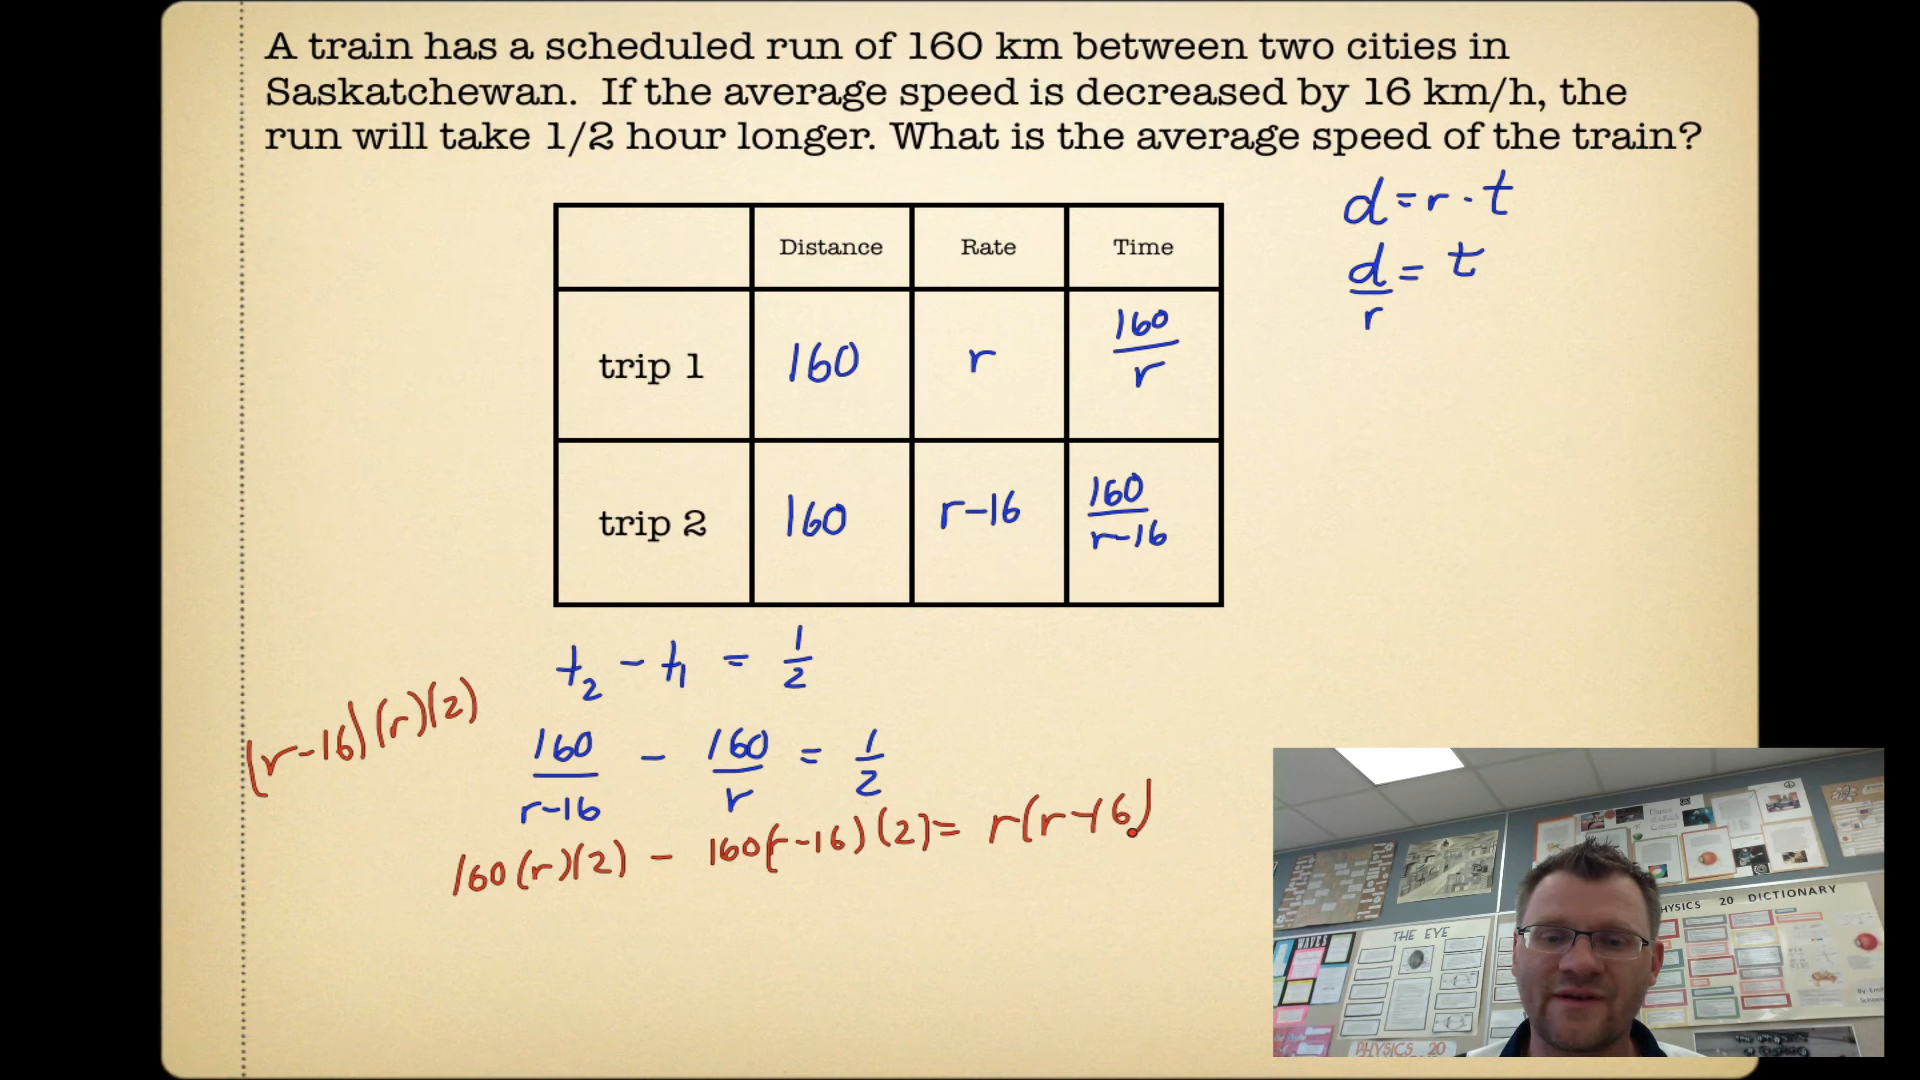 A train has a scheduled run of 160 km between two cities in
Saskatchewan. If the average speed is decreased by 16 km/h, the
run will take 1/2 hour longer. What is the average speed of the train?
d = r · t
d/r = t
Distance Rate Time
trip 1 160 r 160/r
trip 2 160 r-16 160/r-16
t₂ - t₁ = 1/2
(r-16)(r)(2)
160/r-16 - 160/r = 1/2
160(r)(2) - 160(r-16)(2) = r(r-16)
WAVES
THE EYE
PHYSICS 20
HYSICS 20 DICTIONARY